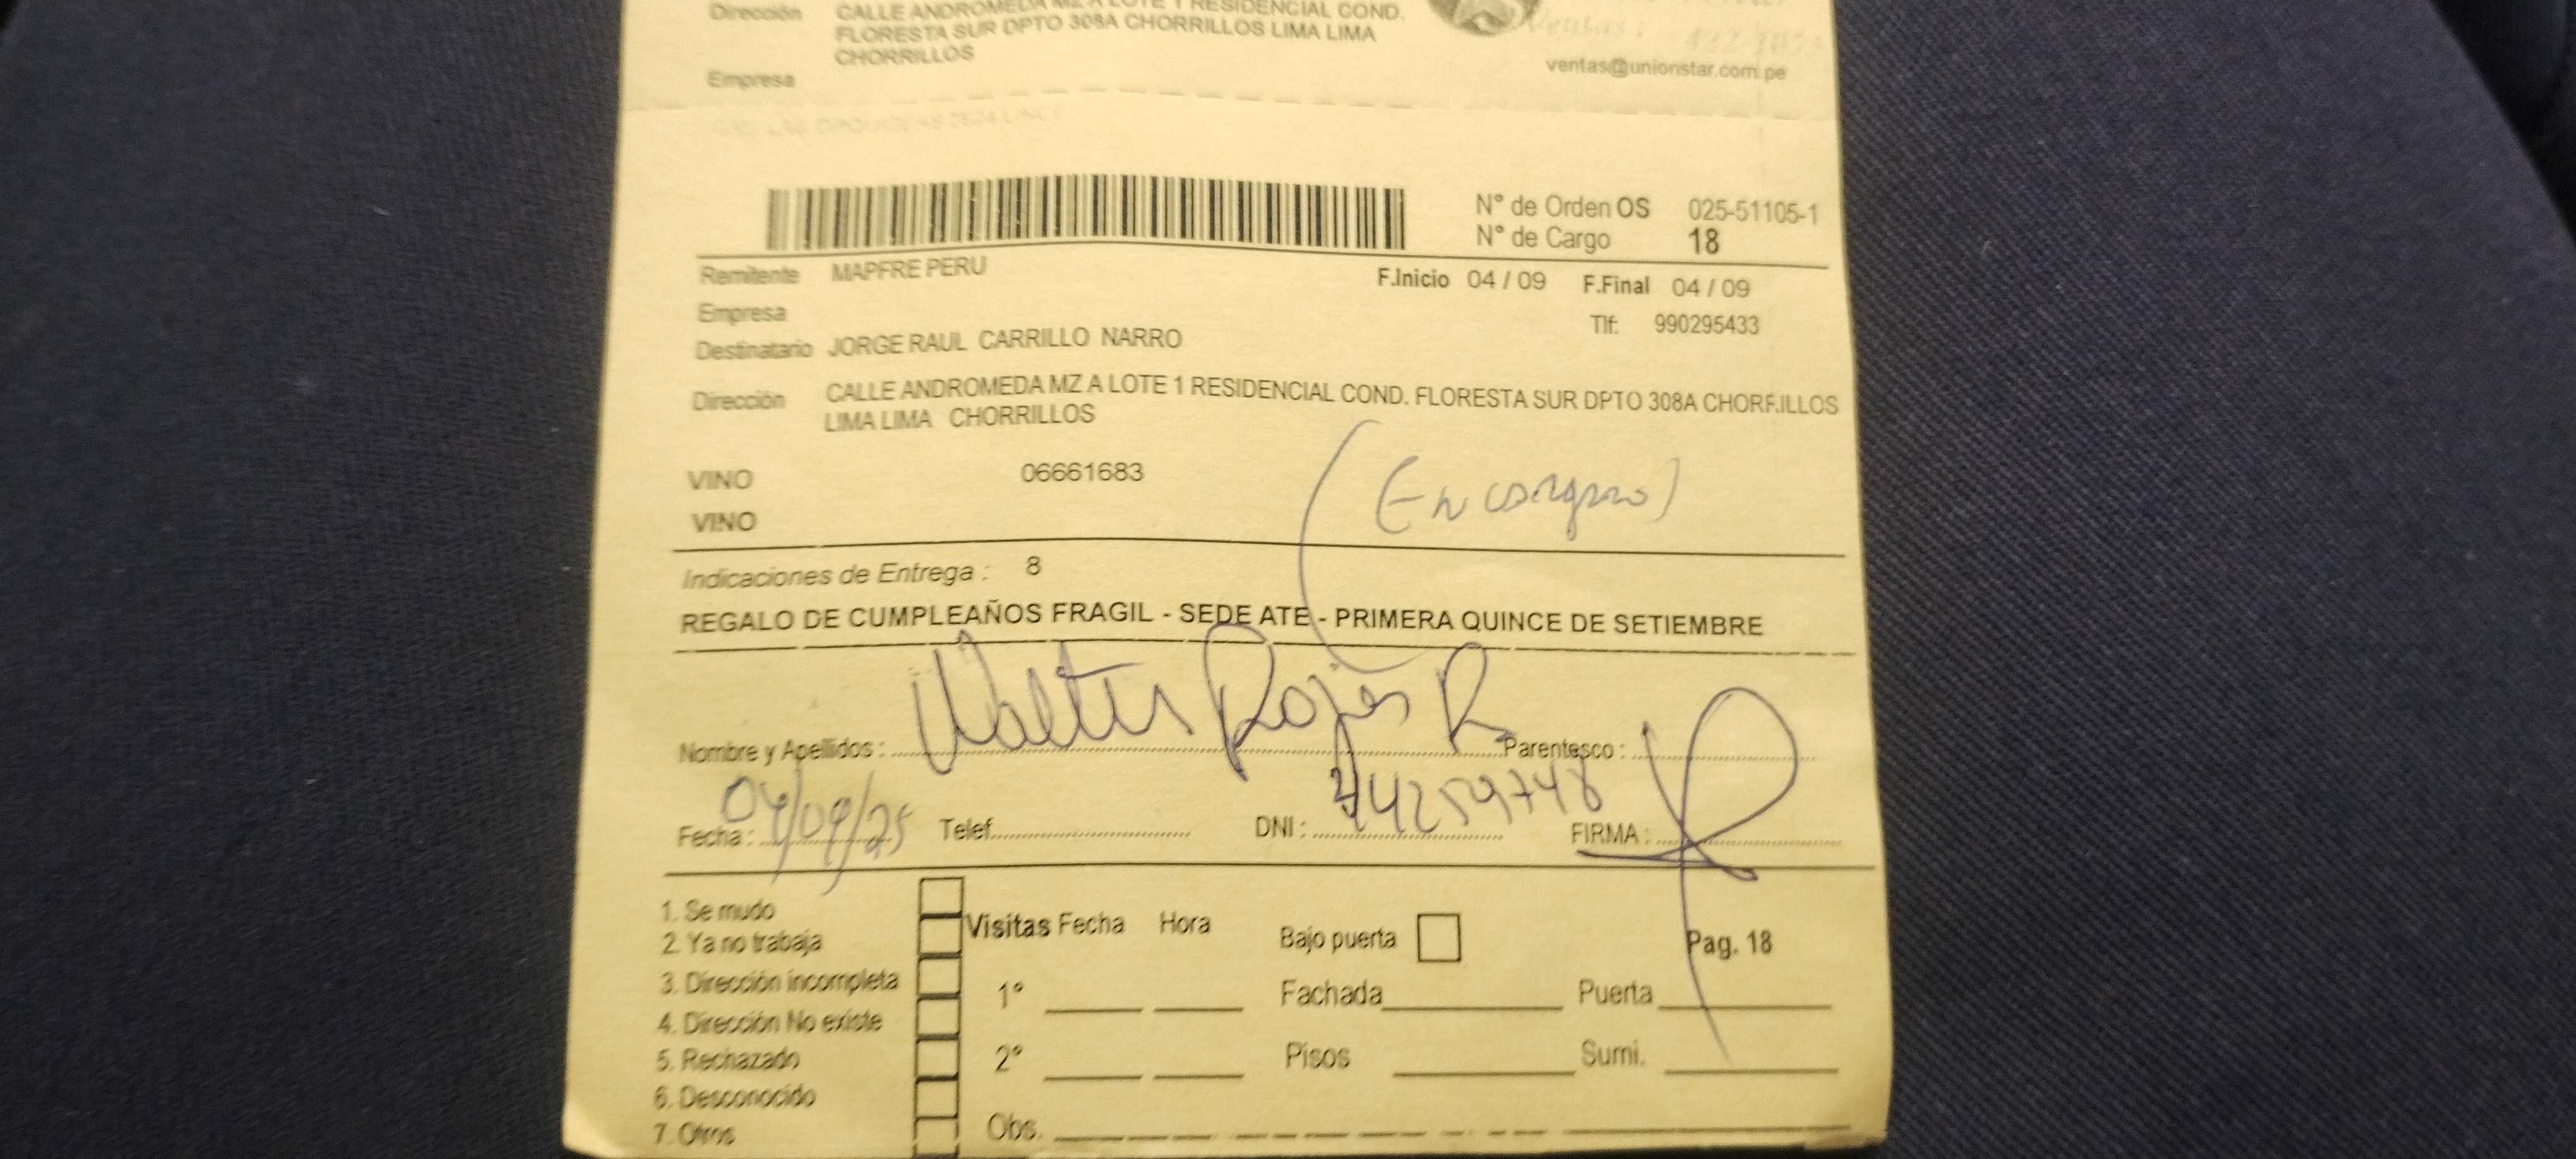 Dirección CALLE ANDROMEDA MZ A LOTE 1 RESIDENCIAL COND.
FLORESTA SUR DPTO 308A CHORRILLOS LIMA LIMA
CHORRILLOS
Empresa
Ventas:
ventas@unionstar.com.pe
N° de Orden OS 025-51105-1
N° de Cargo 18
Remitente MAPFRE PERU
F.Inicio 04 / 09 F.Final 04 / 09
Empresa
Tlf: 990295433
Destinatario JORGE RAUL CARRILLO NARRO
Dirección CALLE ANDROMEDA MZ A LOTE 1 RESIDENCIAL COND. FLORESTA SUR DPTO 308A CHORRILLOS
LIMA LIMA CHORRILLOS
VINO 06661683
VINO
Indicaciones de Entrega : 8
REGALO DE CUMPLEAÑOS FRAGIL - SEDE ATE - PRIMERA QUINCE DE SETIEMBRE
Nombre y Apellidos : Walter Rojas R Parentesco :
Fecha : 04/09/25 Telef. DNI : 44259748 FIRMA :
1. Se mudo
2. Ya no trabaja
3. Dirección incompleta
4. Dirección No existe
5. Rechazado
6. Desconocido
7. Otros
Visitas Fecha Hora
1°
2°
Obs.
Bajo puerta
Pag. 18
Fachada Puerta
Pisos Sumi.